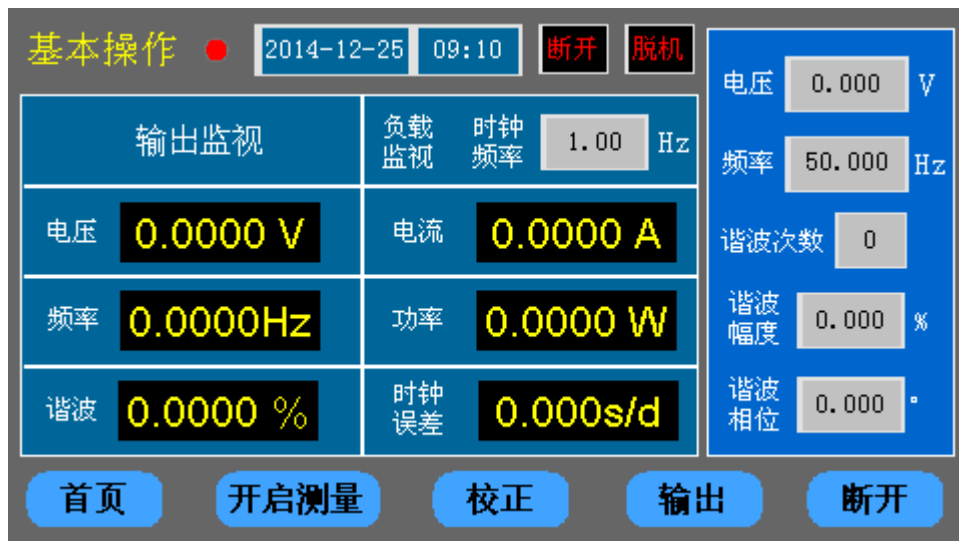 基本操作 2014-12-25 09:10 断开 脱机
输出监视
负载监视 时钟频率 1.00 Hz
电压 0.0000 V
电流 0.0000 A
频率 0.0000Hz
功率 0.0000 W
谐波 0.0000 %
时钟误差 0.000s/d
电压 0.000 V
频率 50.000 Hz
谐波次数 0
谐波幅度 0.000 %
谐波相位 0.000 °
首页 开启测量 校正 输出 断开